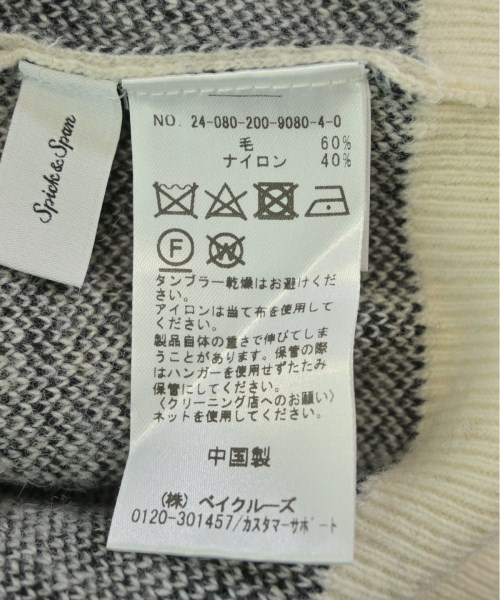 Spick & Span
NO. 24-080-200-9080-4-0
毛 60%
ナイロン 40%
F
W
タンブラー乾燥はお避けくだ
さい。
アイロンは当て布を使用して
ください。
製品自体の重さで伸びてしま
うことがあります。保管の際
はハンガーを使用せずたたみ
保管にしてください。
〈クリーニング店へのお願い〉
ネットを使用してください。
中国製
(株) ベイクルーズ
0120-301457/カスタマーサポート